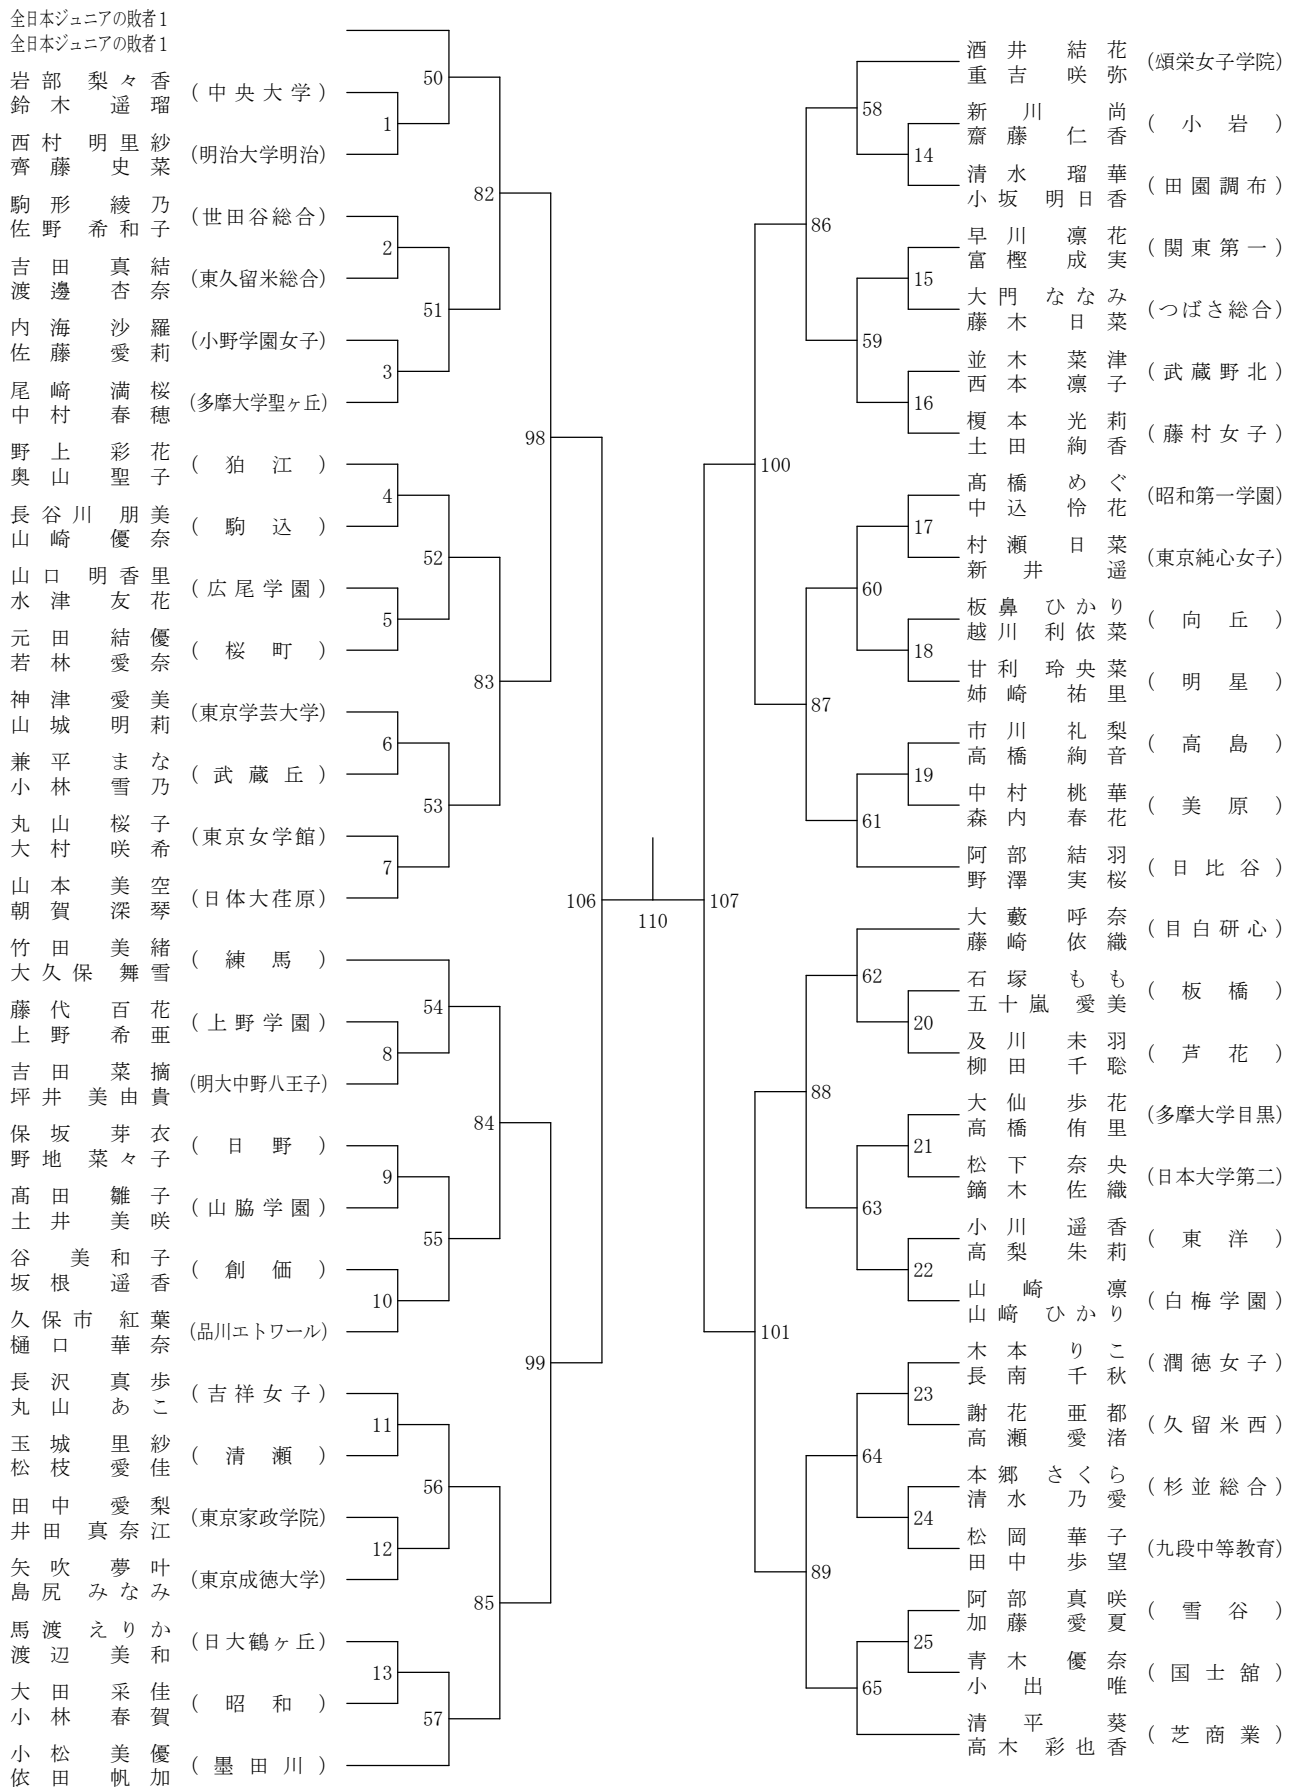 全日本ジュニアの敗者1
全日本ジュニアの敗者1
岩部 梨々香
鈴木 遥瑠
(中央大学)
西村 明里紗
齊藤 史菜
(明治大学明治)
駒形 綾乃
佐野 希和子
(世田谷総合)
吉田 真結
渡邊 杏奈
(東久留米総合)
内海 沙羅
佐藤 愛莉
(小野学園女子)
尾﨑 満桜
中村 春穂
(多摩大学聖ヶ丘)
野上 彩花
奥山 聖子
(狛江)
長谷川 朋美
山崎 優奈
(駒込)
山口 明香里
水津 友花
(広尾学園)
元田 結優
若林 愛奈
(桜町)
神津 愛美
山城 明莉
(東京学芸大学)
兼平 まな
小林 雪乃
(武蔵丘)
丸山 桜子
大村 咲希
(東京女学館)
山本 美空
朝賀 深琴
(日体大荏原)
竹田 美緒
大久保 舞雪
(練馬)
藤代 百花
上野 希亜
(上野学園)
吉田 菜摘
坪井 美由貴
(明大中野八王子)
保坂 芽衣
野地 菜々子
(日野)
髙田 雛子
土井 美咲
(山脇学園)
谷 美和子
坂根 遥香
(創価)
久保市 紅葉
樋口 華奈
(品川エトワール)
長沢 真歩
丸山 あこ
(吉祥女子)
玉城 里紗
松枝 愛佳
(清瀬)
田中 愛梨
井田 真奈江
(東京家政学院)
矢吹 夢叶
島尻 みなみ
(東京成徳大学)
馬渡 えりか
渡辺 美和
(日大鶴ヶ丘)
大田 采佳
小林 春賀
(昭和)
小松 美優
依田 帆加
(墨田川)
1
2
3
4
5
6
7
8
9
10
11
12
13
50
51
52
53
54
55
56
57
82
83
84
85
98
99
106
110
107
100
101
86
87
88
89
58
59
60
61
62
63
64
65
14
15
16
17
18
19
20
21
22
23
24
25
酒井 結花
重吉 咲弥
(頌栄女子学院)
新川 尚
齋藤 仁香
(小岩)
清水 瑠華
小坂 明日香
(田園調布)
早川 凛花
富樫 成実
(関東第一)
大門 ななみ
藤木 日菜
(つばさ総合)
並木 菜津
西本 凛子
(武蔵野北)
榎本 光莉
土田 絢香
(藤村女子)
髙橋 めぐ
中込 怜花
(昭和第一学園)
村瀬 日菜
新井 遥
(東京純心女子)
板鼻 ひかり
越川 利依菜
(向丘)
甘利 玲央菜
姉崎 祐里
(明星)
市川 礼梨
高橋 絢音
(高島)
中村 桃華
森内 春花
(美原)
阿部 結羽
野澤 実桜
(日比谷)
大藪 呼奈
藤崎 依織
(目白研心)
石塚 もも
五十嵐 愛美
(板橋)
及川 未羽
柳田 千聡
(芦花)
大仙 歩花
高橋 侑里
(多摩大学目黒)
松下 奈央
鏑木 佐織
(日本大学第二)
小川 遥香
高梨 朱莉
(東洋)
山崎 凛
山﨑 ひかり
(白梅学園)
木本 りこ
長南 千秋
(潤徳女子)
謝花 亜都
高瀬 愛渚
(久留米西)
本郷 さくら
清水 乃愛
(杉並総合)
松岡 華子
田中 歩望
(九段中等教育)
阿部 真咲
加藤 愛夏
(雪谷)
青木 優奈
小出 唯
(国士舘)
清平 葵
高木 彩也香
(芝商業)